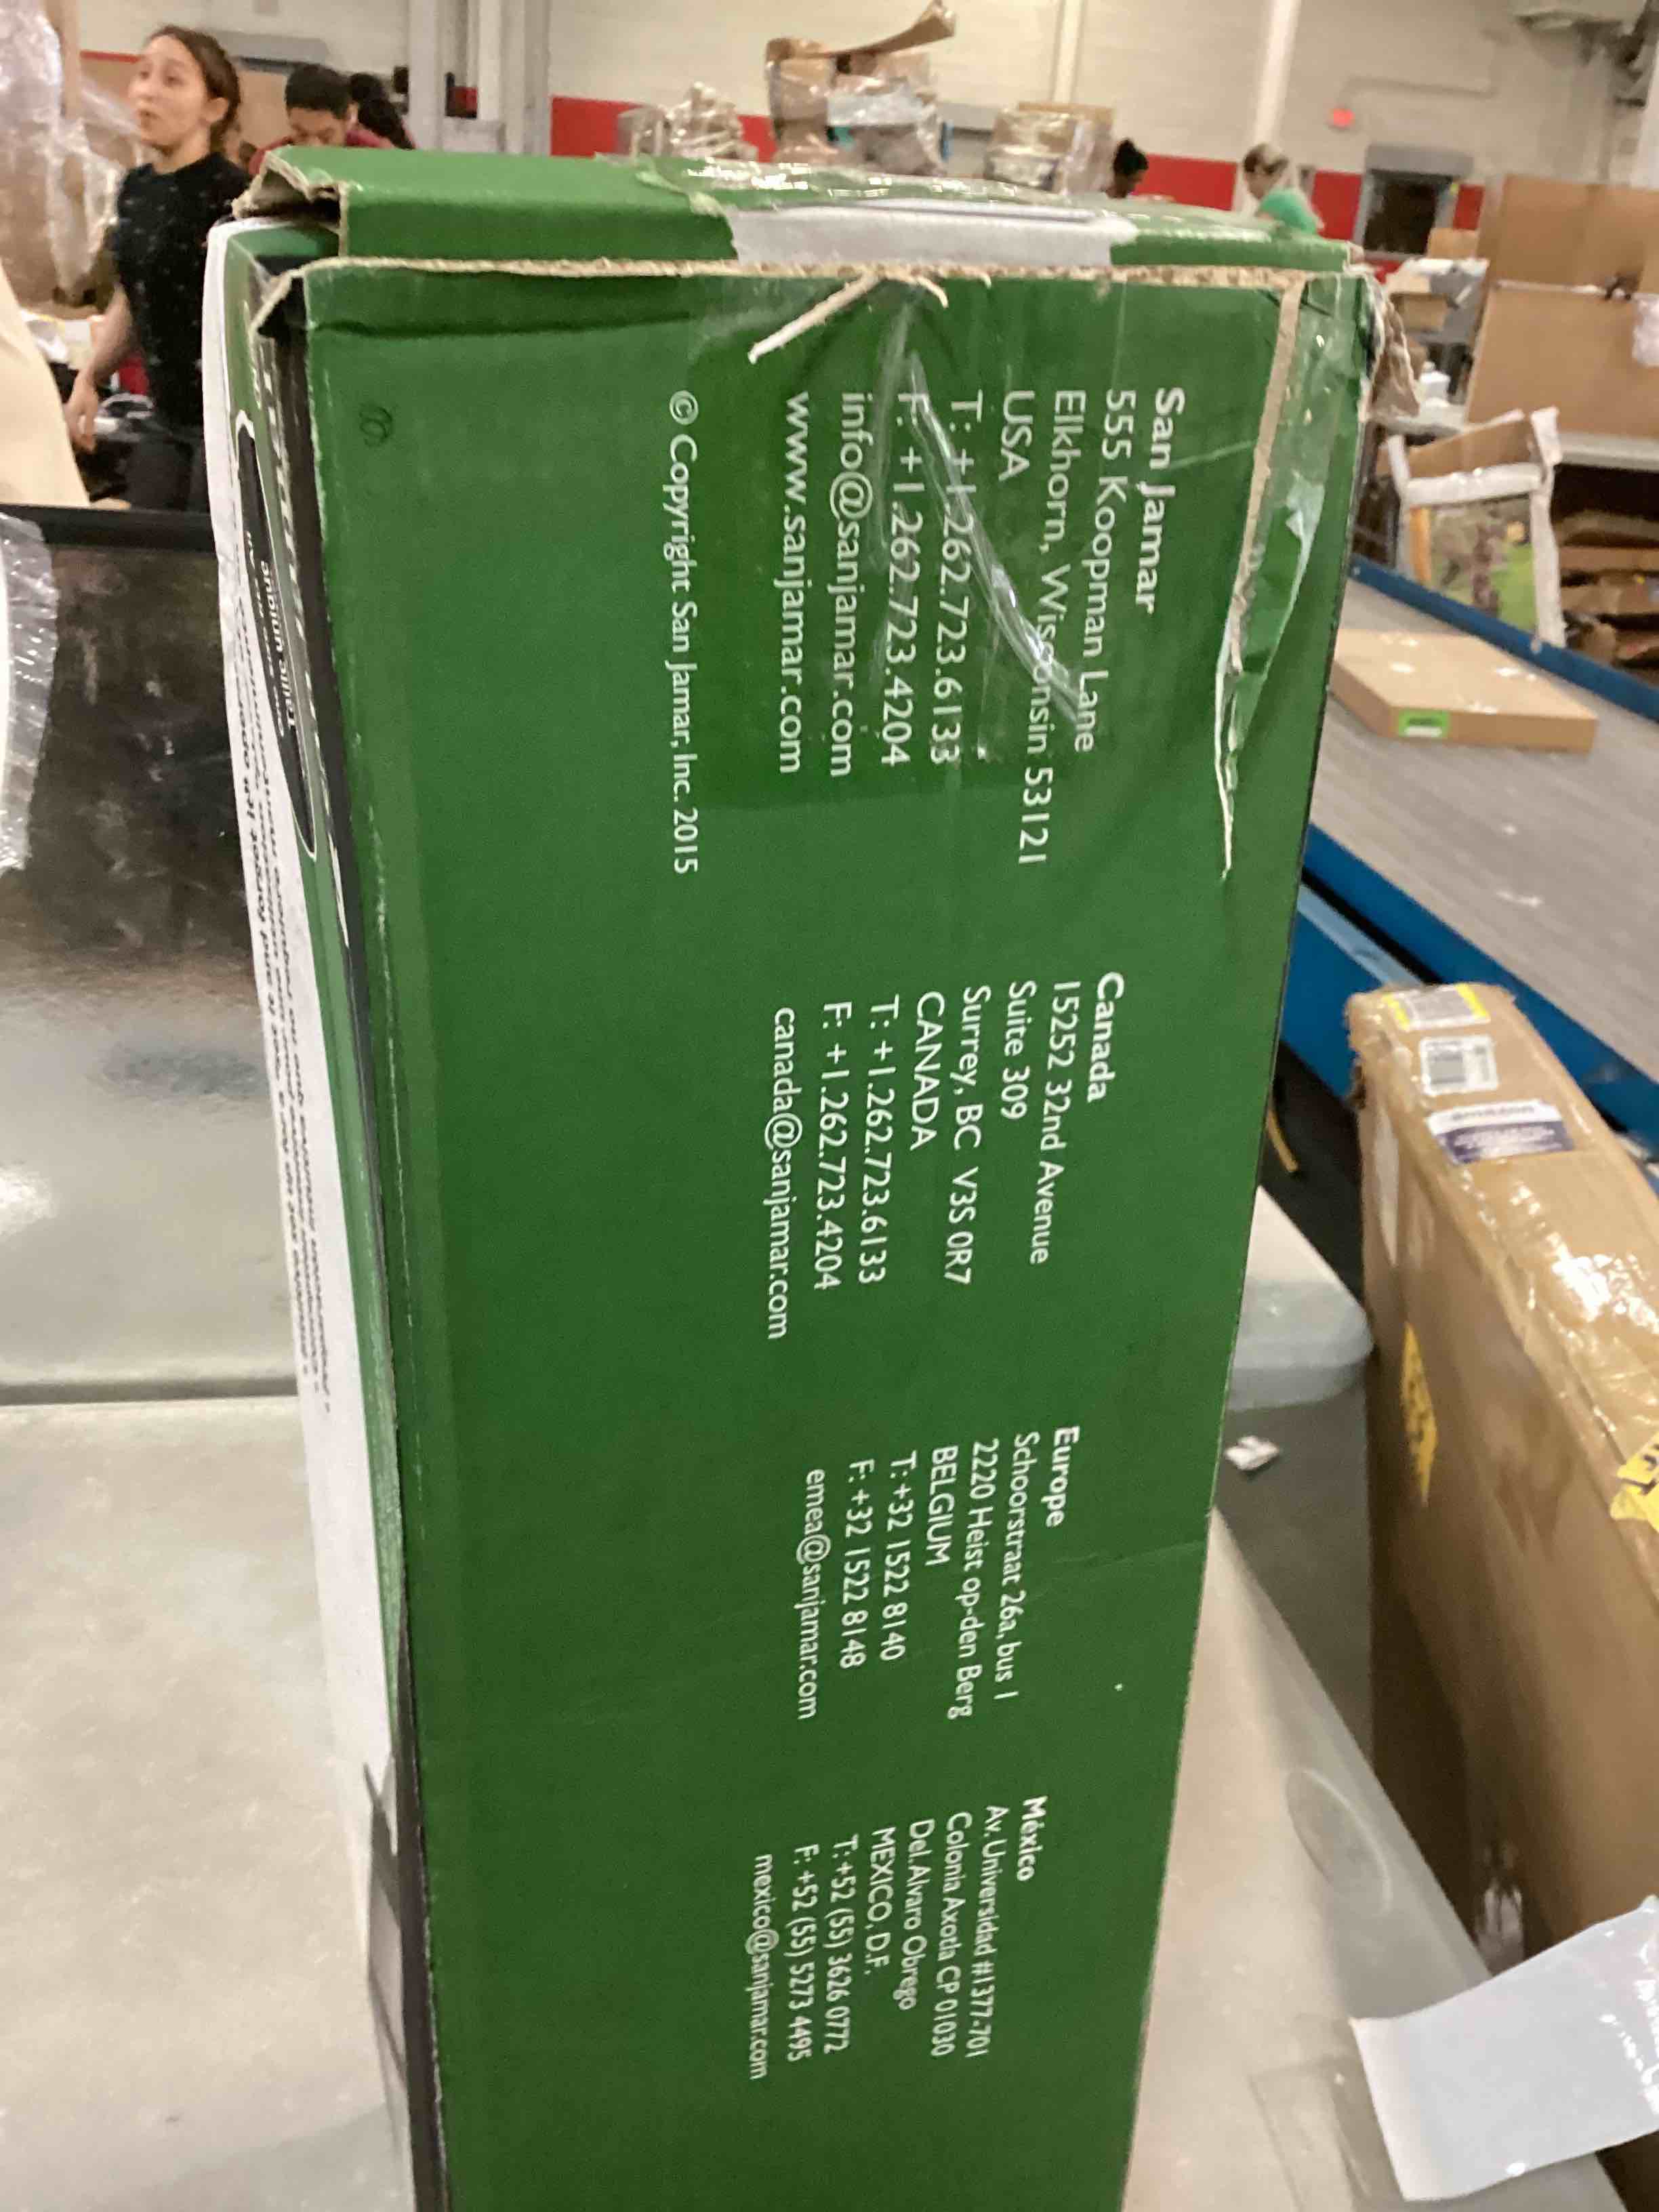 San Jamar
555 Koopman Lane
Elkhorn, Wisconsin 53121
USA
T: +1.262.723.6133
F: +1.262.723.4204
info@sanjamar.com
www.sanjamar.com
© Copyright San Jamar, Inc. 2015
Canada
15252 32nd Avenue
Suite 309
Surrey, BC V3S 0R7
CANADA
T: +1.262.723.6133
F: +1.262.723.4204
canada@sanjamar.com
Europe
Schoorstraat 26a, bus 1
2220 Heist op-den Berg
BELGIUM
T: +32 1522 8140
F: +32 1522 8148
emea@sanjamar.com
México
Av. Universidad #1377-701
Colonia Axotla CP 01030
Del. Alvaro Obrego
MEXICO, D.F.
T: +52 (55) 3626 0772
F: +52 (55) 5273 4495
mexico@sanjamar.com